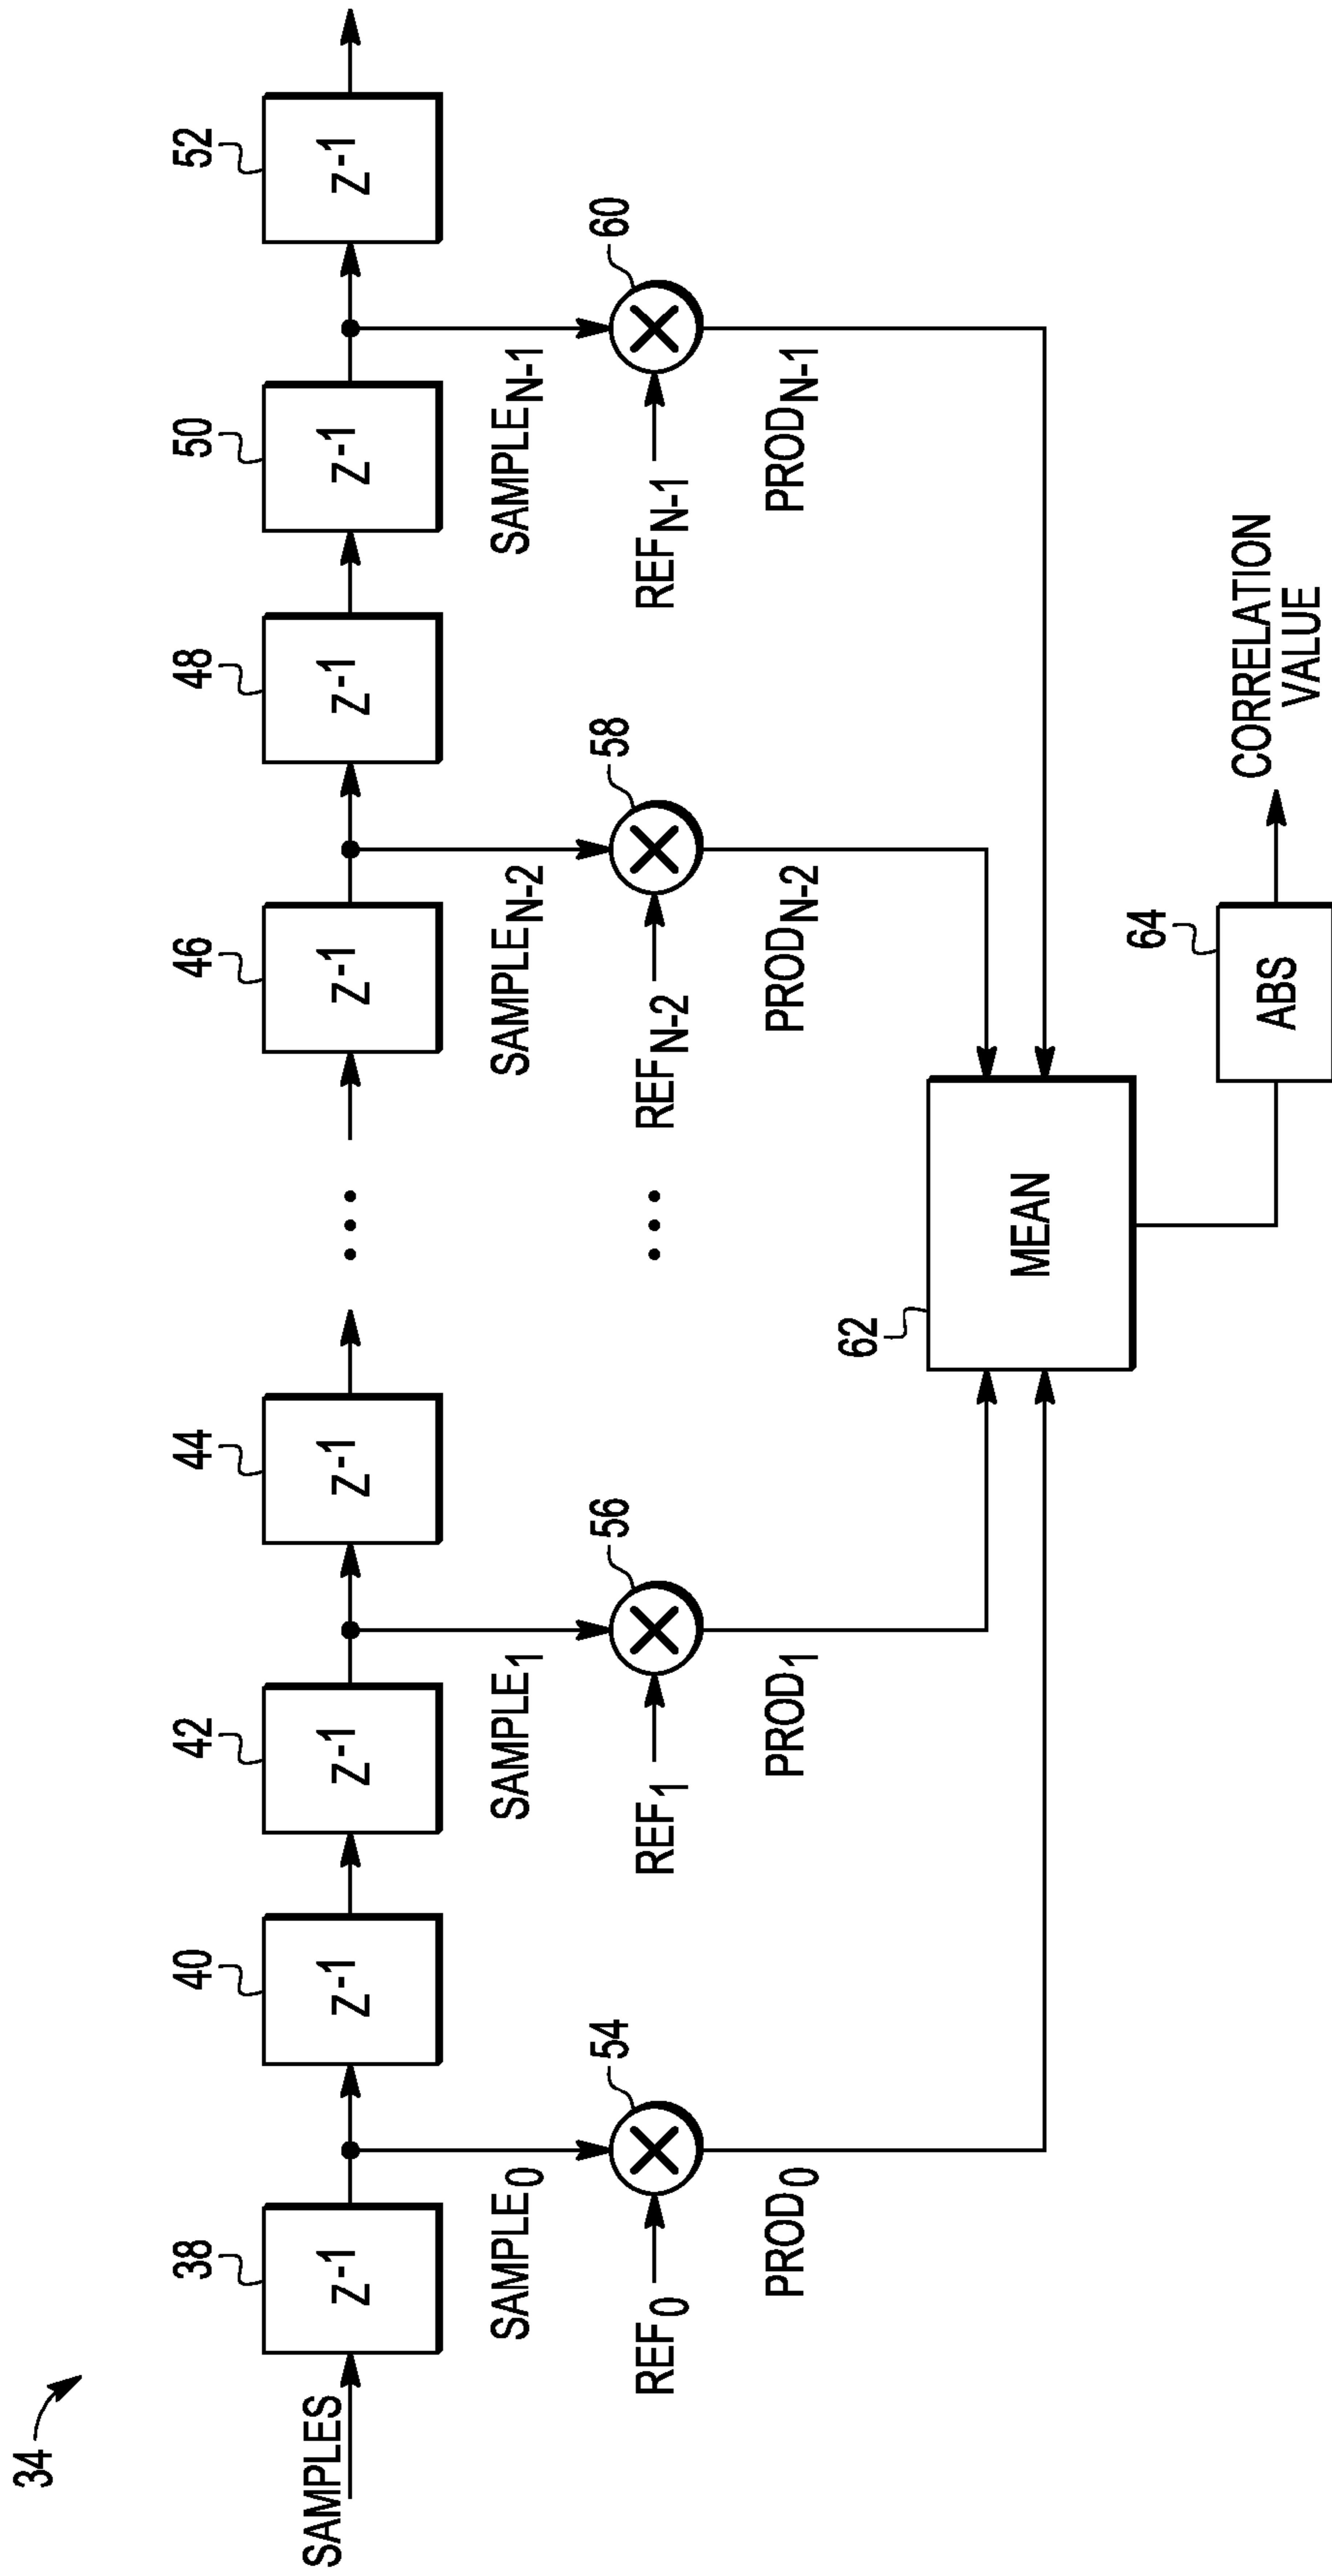 34
38
40
42
44
46
48
50
52
SAMPLES
Z-1
Z-1
Z-1
Z-1
Z-1
Z-1
Z-1
Z-1
SAMPLE0
SAMPLE1
SAMPLEN-2
SAMPLEN-1
54
56
58
60
REF0
REF1
REFN-2
REFN-1
PROD0
PROD1
PRODN-2
PRODN-1
62
MEAN
64
ABS
CORRELATION
VALUE